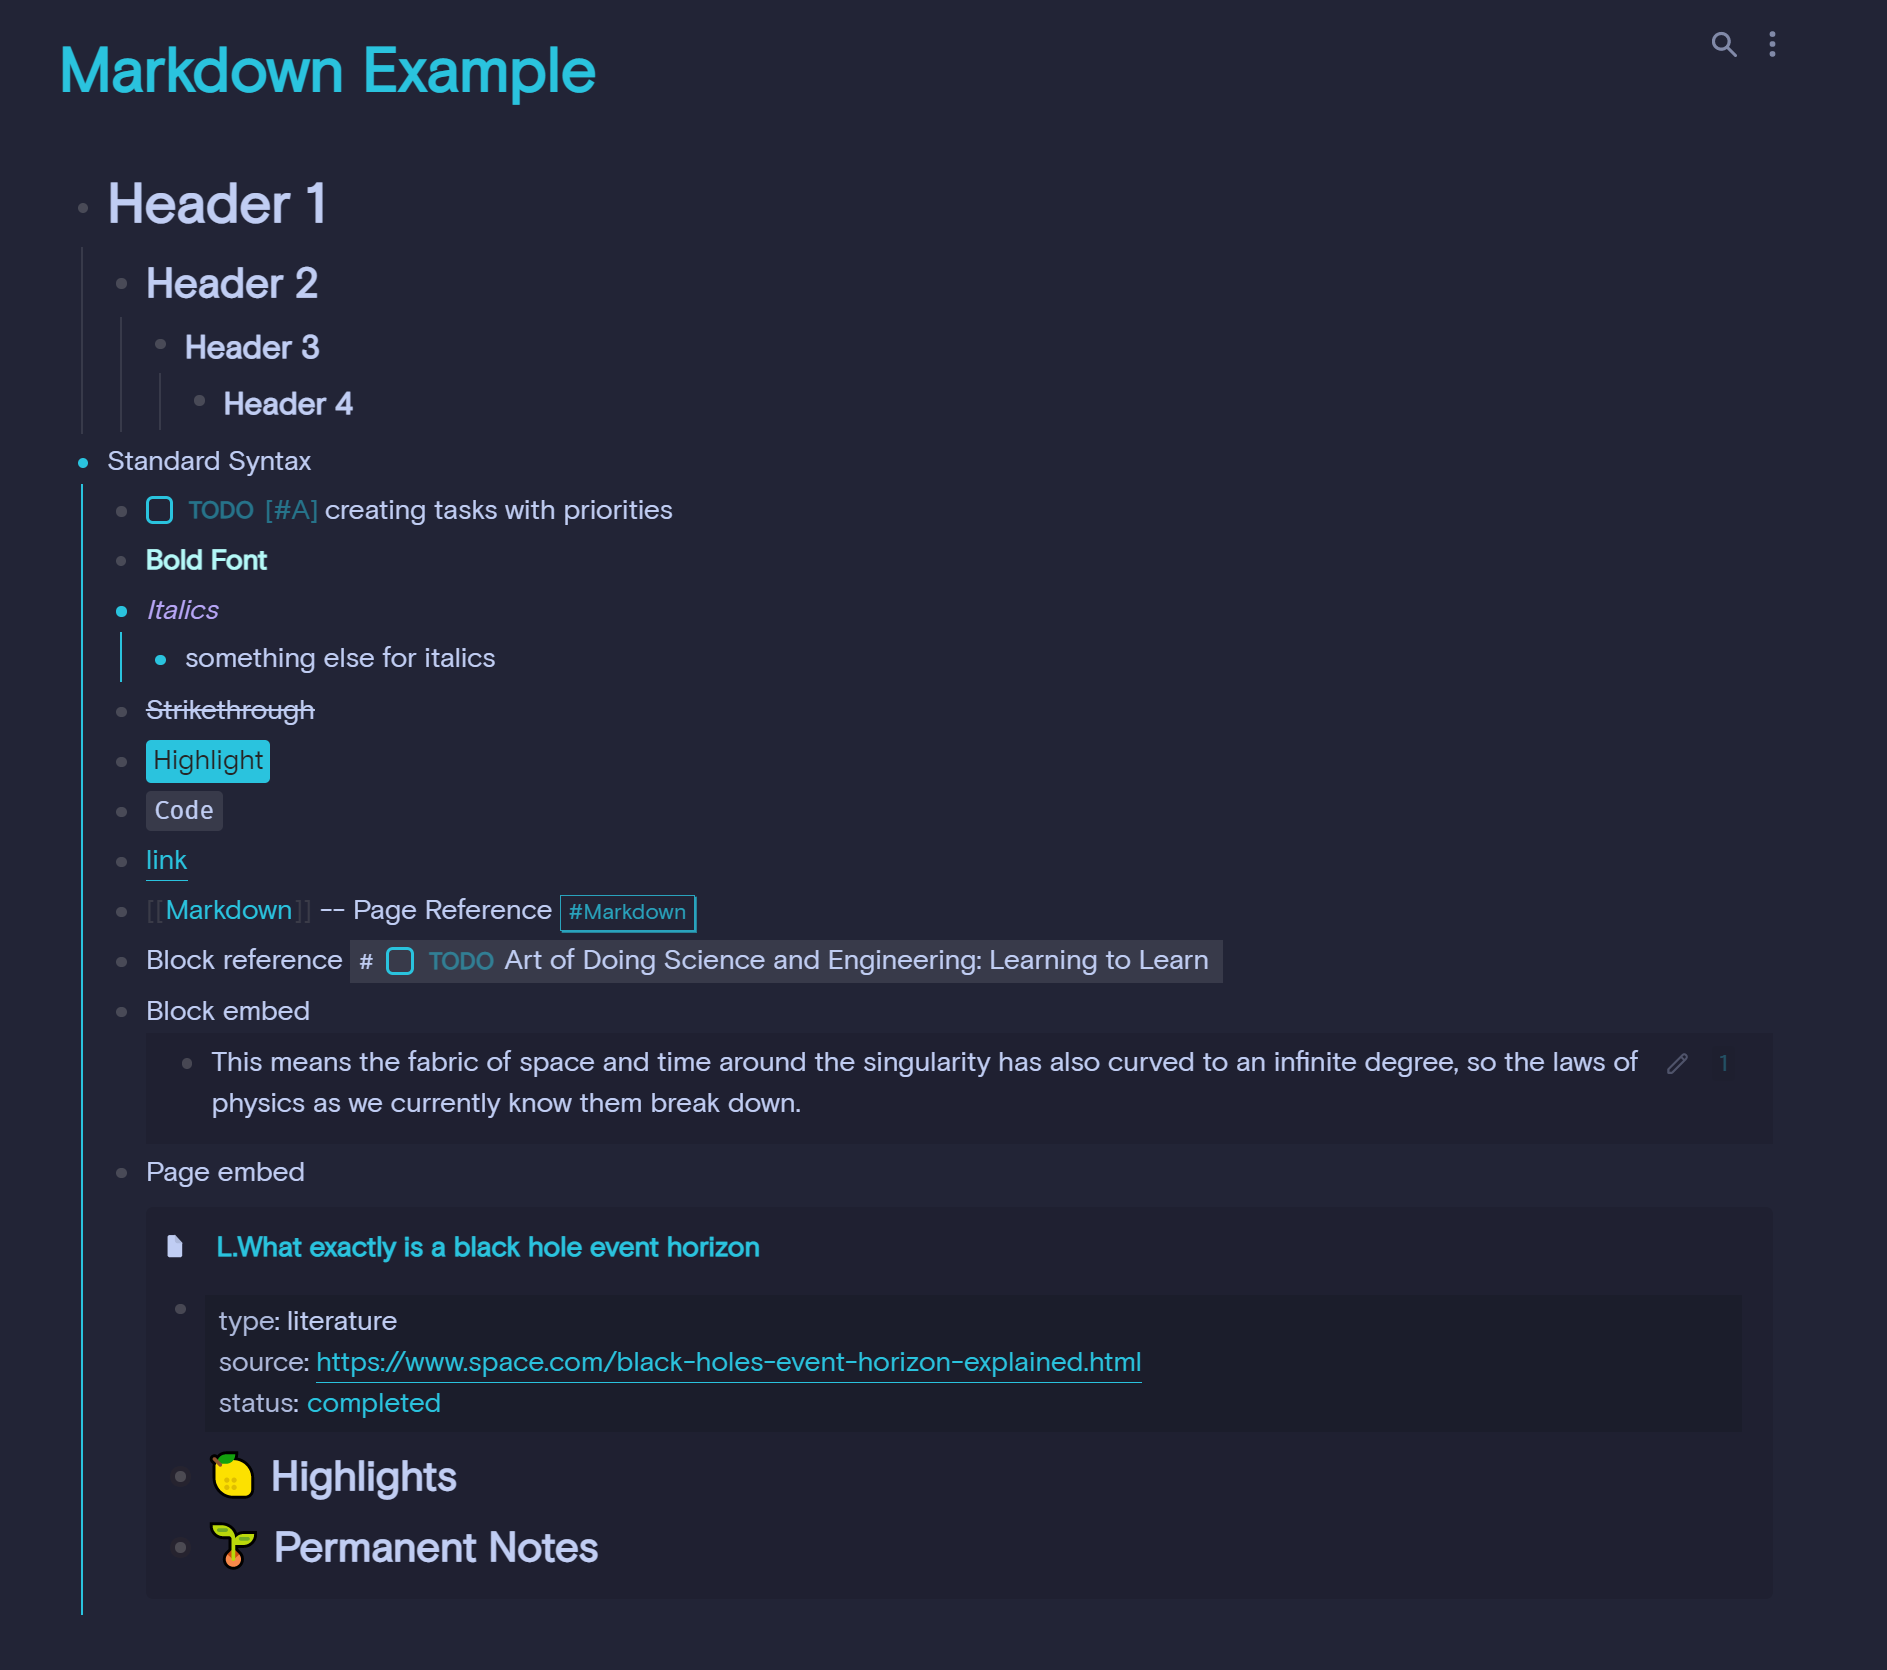 Markdown Example
Header 1
Header 2
Header 3
Header 4
Standard Syntax
TODO [#A] creating tasks with priorities
Bold Font
Italics
something else for italics
Strikethrough
Highlight
Code
link
[[Markdown]] -- Page Reference #Markdown
Block reference # TODO Art of Doing Science and Engineering: Learning to Learn
Block embed
This means the fabric of space and time around the singularity has also curved to an infinite degree, so the laws of 1
physics as we currently know them break down.
Page embed
L.What exactly is a black hole event horizon
type: literature
source: https://www.space.com/black-holes-event-horizon-explained.html
status: completed
Highlights
Permanent Notes